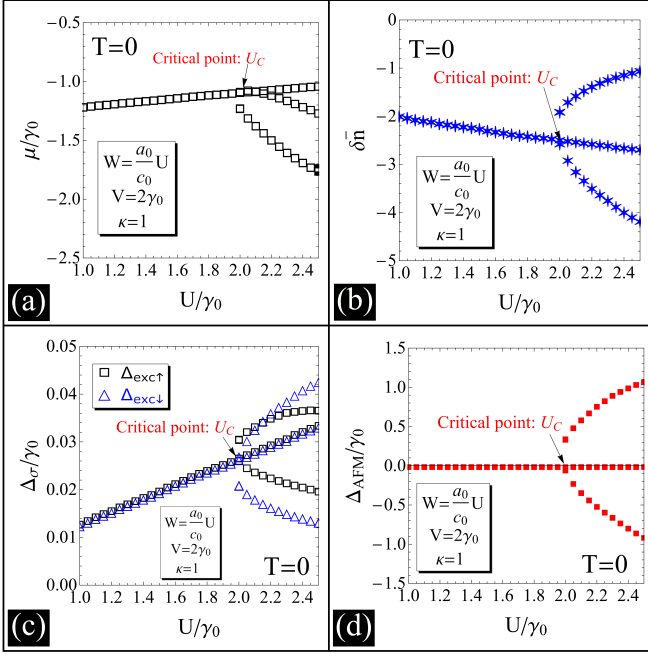 -0.5
-1.0
-1.5
-2.0
-2.5
μ/γ₀
T=0
Critical point: U_C
W=a₀/c₀ U
V=2γ₀
κ=1
1.0 1.2 1.4 1.6 1.8 2.0 2.2 2.4
U/γ₀
(a)
0
-1
-2
-3
-4
-5
δn̄
T=0
Critical point: U_C
W=a₀/c₀ U
V=2γ₀
κ=1
1.0 1.2 1.4 1.6 1.8 2.0 2.2 2.4
U/γ₀
(b)
0.05
0.04
0.03
0.02
0.01
0.00
Δσ/γ₀
Δexc↑
Δexc↓
Critical point: U_C
W=a₀/c₀ U
V=2γ₀
κ=1
T=0
1.0 1.2 1.4 1.6 1.8 2.0 2.2 2.4
U/γ₀
(c)
1.5
1.0
0.5
0.0
-0.5
-1.0
-1.5
Δ_AFM/γ₀
Critical point: U_C
W=a₀/c₀ U
V=2γ₀
κ=1
T=0
1.0 1.2 1.4 1.6 1.8 2.0 2.2 2.4
U/γ₀
(d)